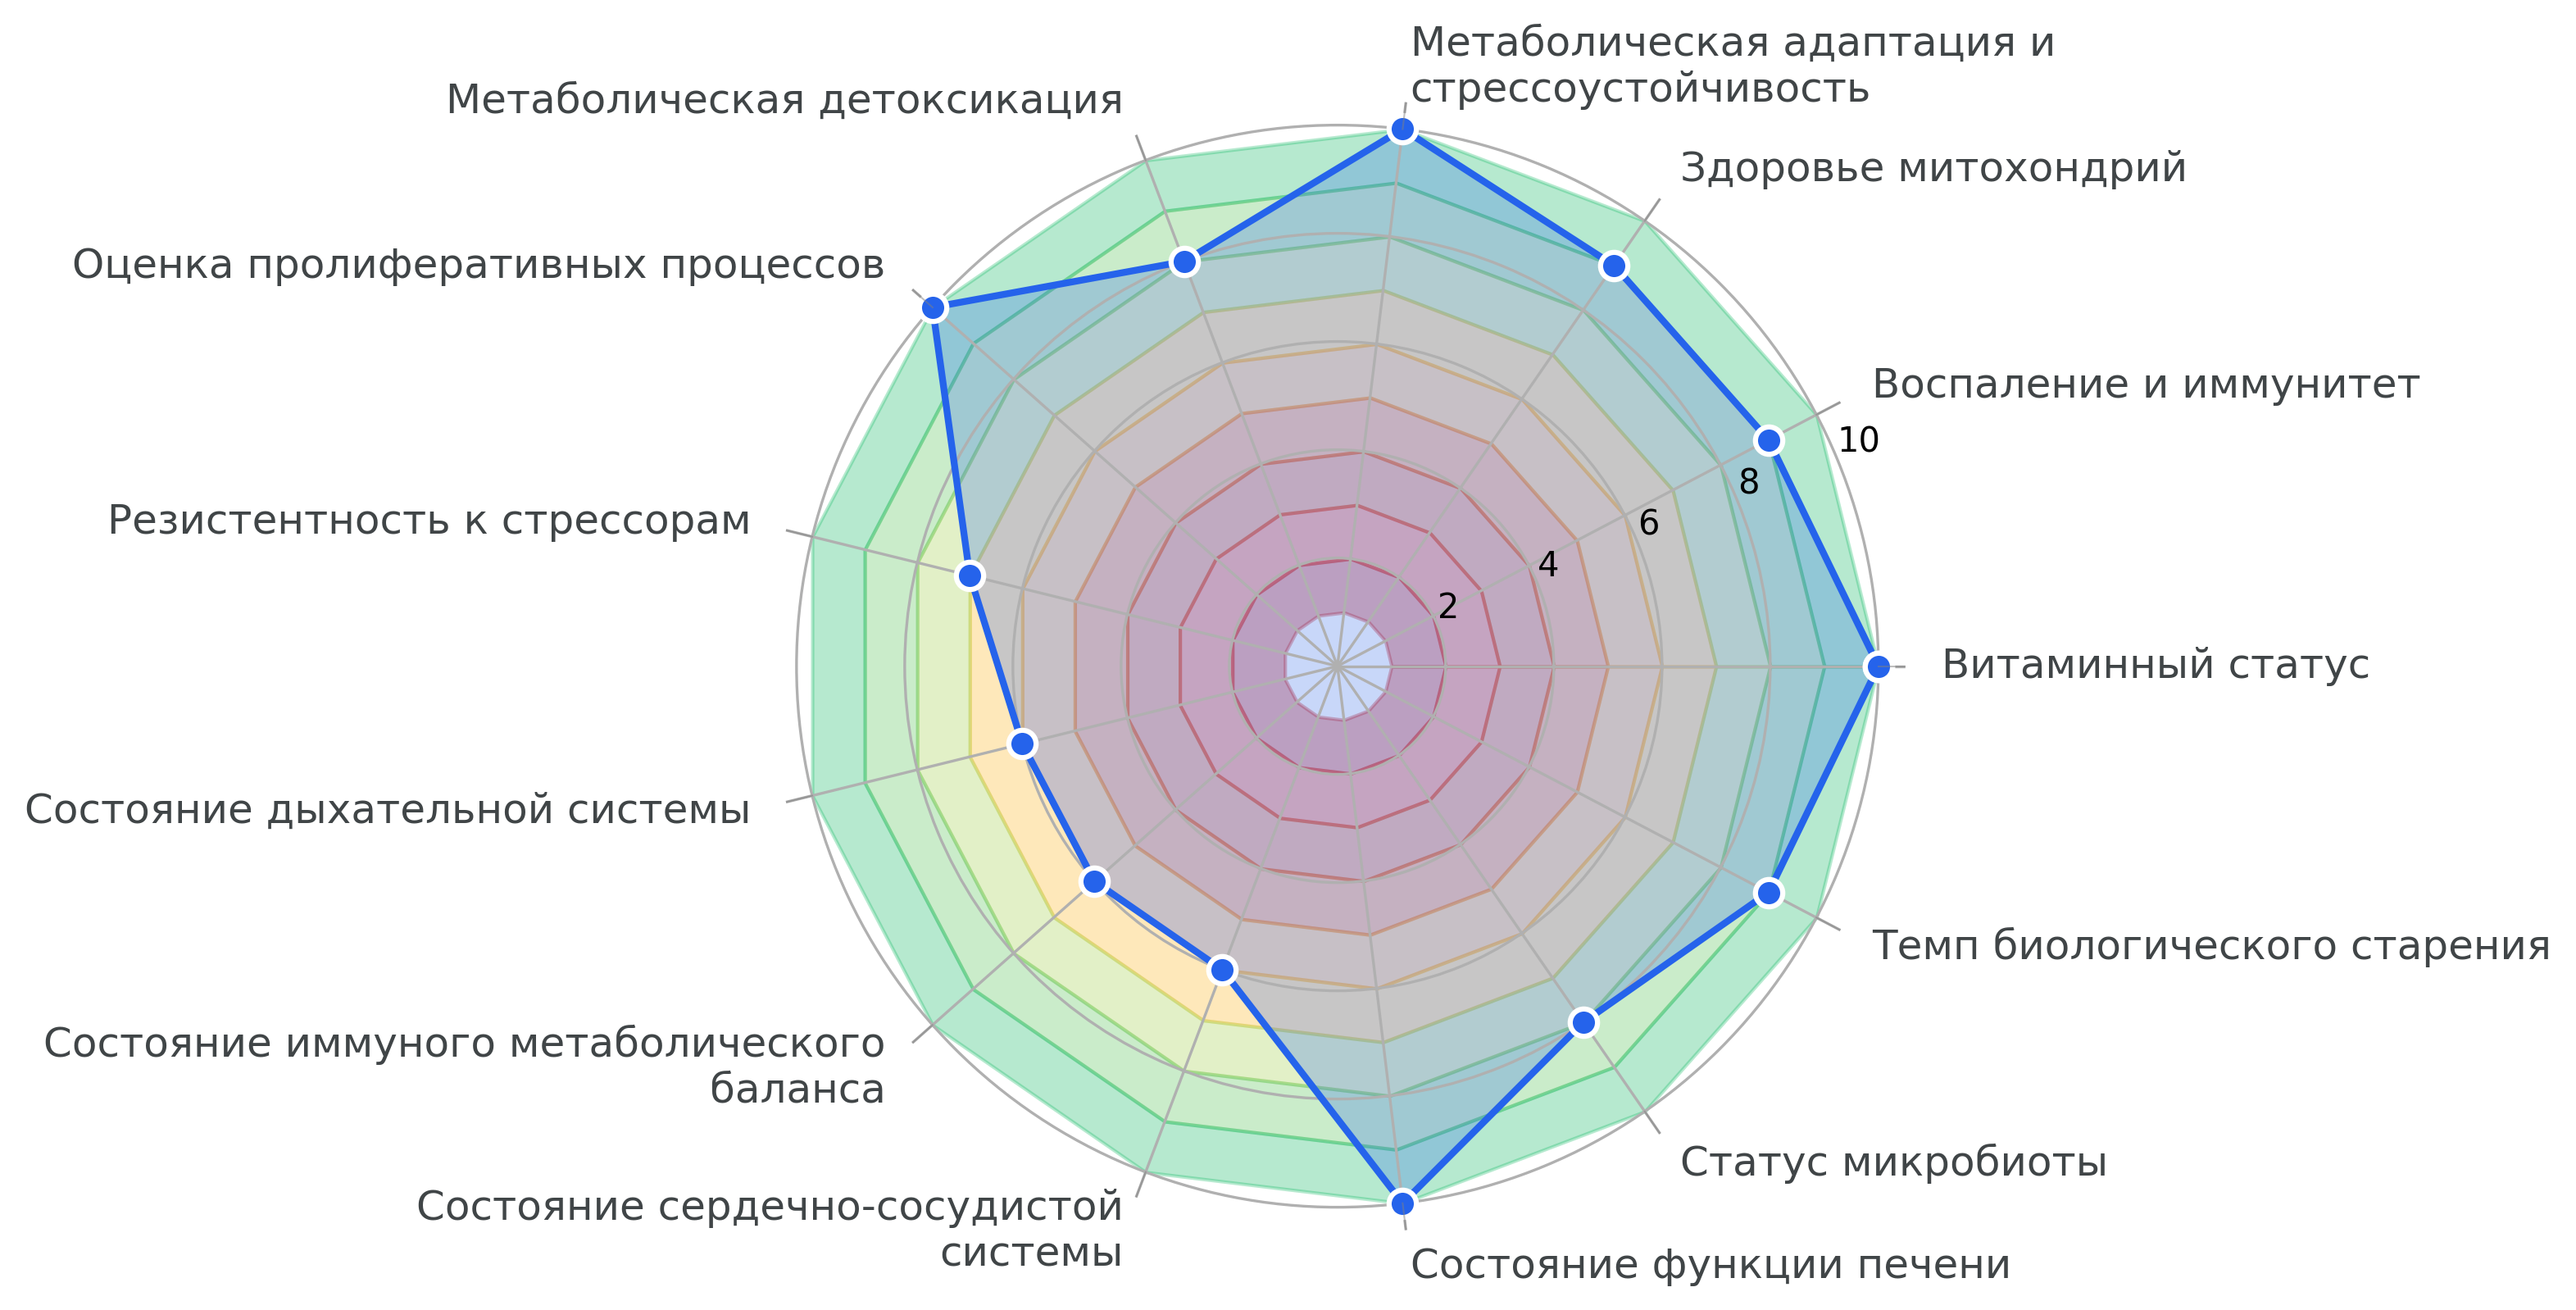 Метаболическая адаптация и
стрессоустойчивость
Метаболическая детоксикация
Здоровье митохондрий
Оценка пролиферативных процессов
Воспаление и иммунитет
10
8
6
Резистентность к стрессорам
4
2
Витаминный статус
Состояние дыхательной системы
Темп биологического старения
Состояние иммуного метаболического
баланса
Статус микробиоты
Состояние сердечно-сосудистой
системы
Состояние функции печени